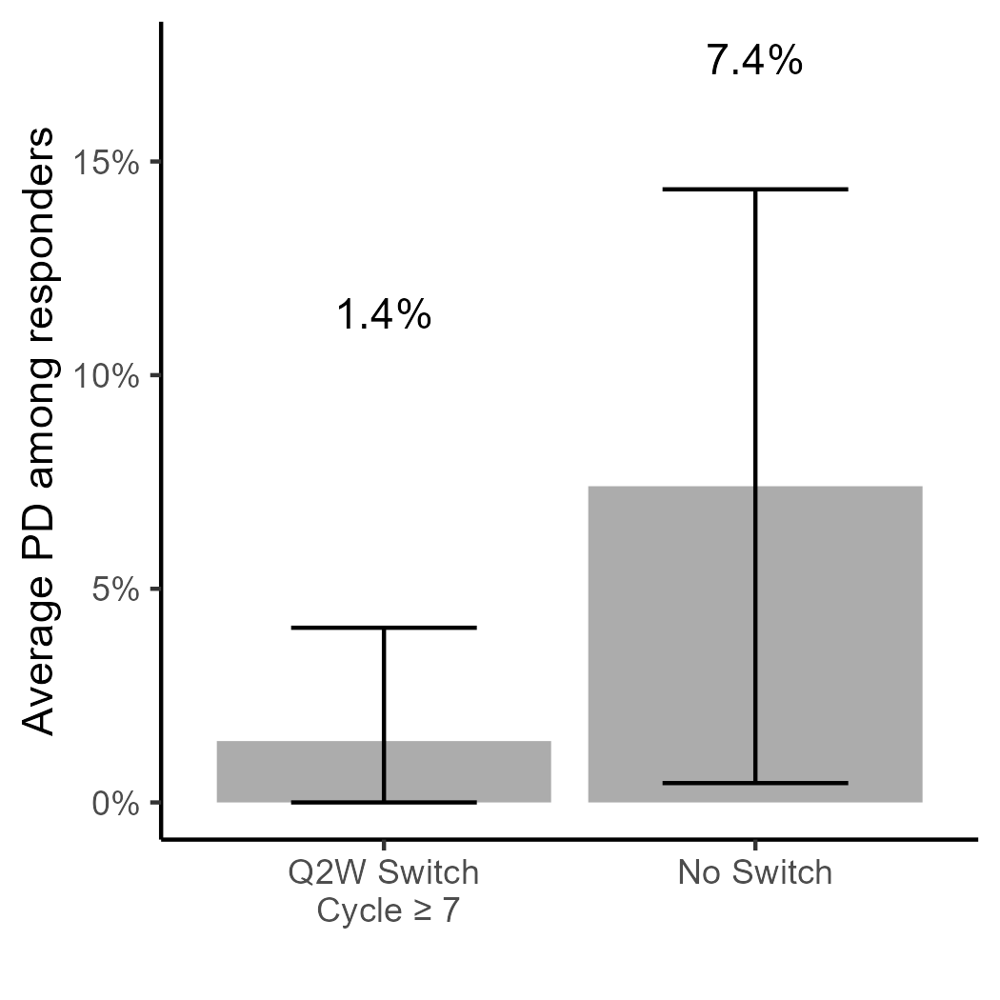 Average PD among responders
15%
10%
5%
0%
1.4%
7.4%
Q2W Switch
Cycle ≥ 7
No Switch